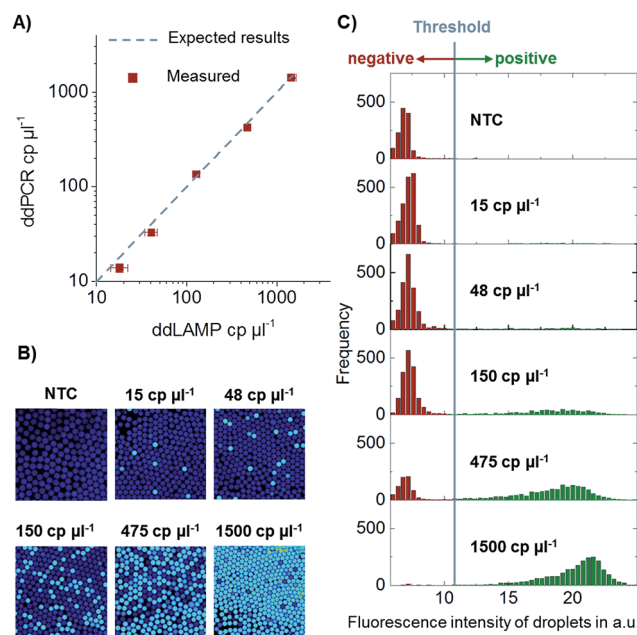 A)
Expected results
Measured
1000
100
10
10 100 1000
ddPCR cp µl⁻¹
ddLAMP cp µl⁻¹
B)
NTC 15 cp µl⁻¹ 48 cp µl⁻¹
150 cp µl⁻¹ 475 cp µl⁻¹ 1500 cp µl⁻¹
C)
Threshold
negative positive
500
0
NTC
500
0
15 cp µl⁻¹
500
0
48 cp µl⁻¹
500
0
150 cp µl⁻¹
500
0
475 cp µl⁻¹
500
0
1500 cp µl⁻¹
Frequency
10 15 20
Fluorescence intensity of droplets in a.u